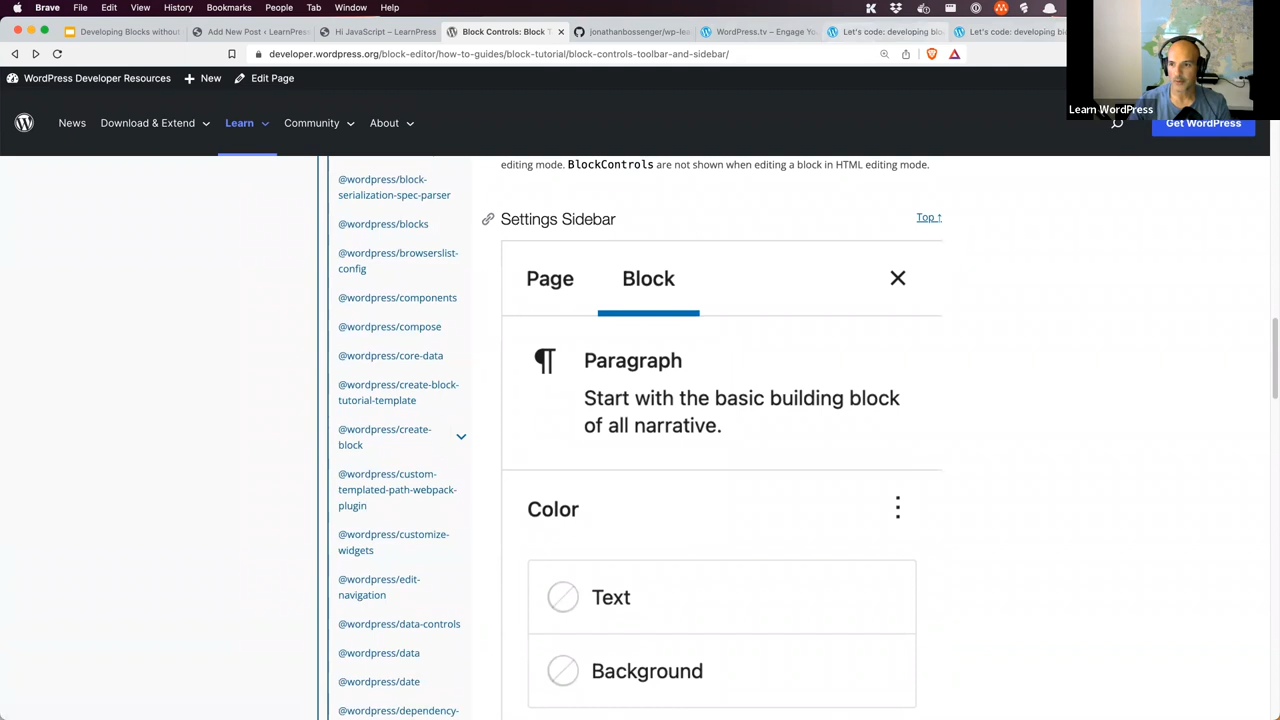 Brave File Edit View History Bookmarks People Tab Window Help
Developing Blocks without
Add New Post ‹ LearnPress
Hi JavaScript – LearnPress
Block Controls: Block T
jonathanbossenger/wp-lea
WordPress.tv – Engage Yo
Let's code: developing blo
Let's code: developing bl
developer.wordpress.org/block-editor/how-to-guides/block-tutorial/block-controls-toolbar-and-sidebar/
WordPress Developer Resources New Edit Page
Learn WordPress
News Download & Extend Learn Community About Get WordPress
editing mode. BlockControls are not shown when editing a block in HTML editing mode.
@wordpress/block-
serialization-spec-parser
@wordpress/blocks
@wordpress/browserslist-
config
@wordpress/components
@wordpress/compose
@wordpress/core-data
@wordpress/create-block-
tutorial-template
@wordpress/create-
block
@wordpress/custom-
templated-path-webpack-
plugin
@wordpress/customize-
widgets
@wordpress/edit-
navigation
@wordpress/data-controls
@wordpress/data
@wordpress/date
@wordpress/dependency-
Settings Sidebar
Top ↑
Page Block
Paragraph
Start with the basic building block
of all narrative.
Color
Text
Background